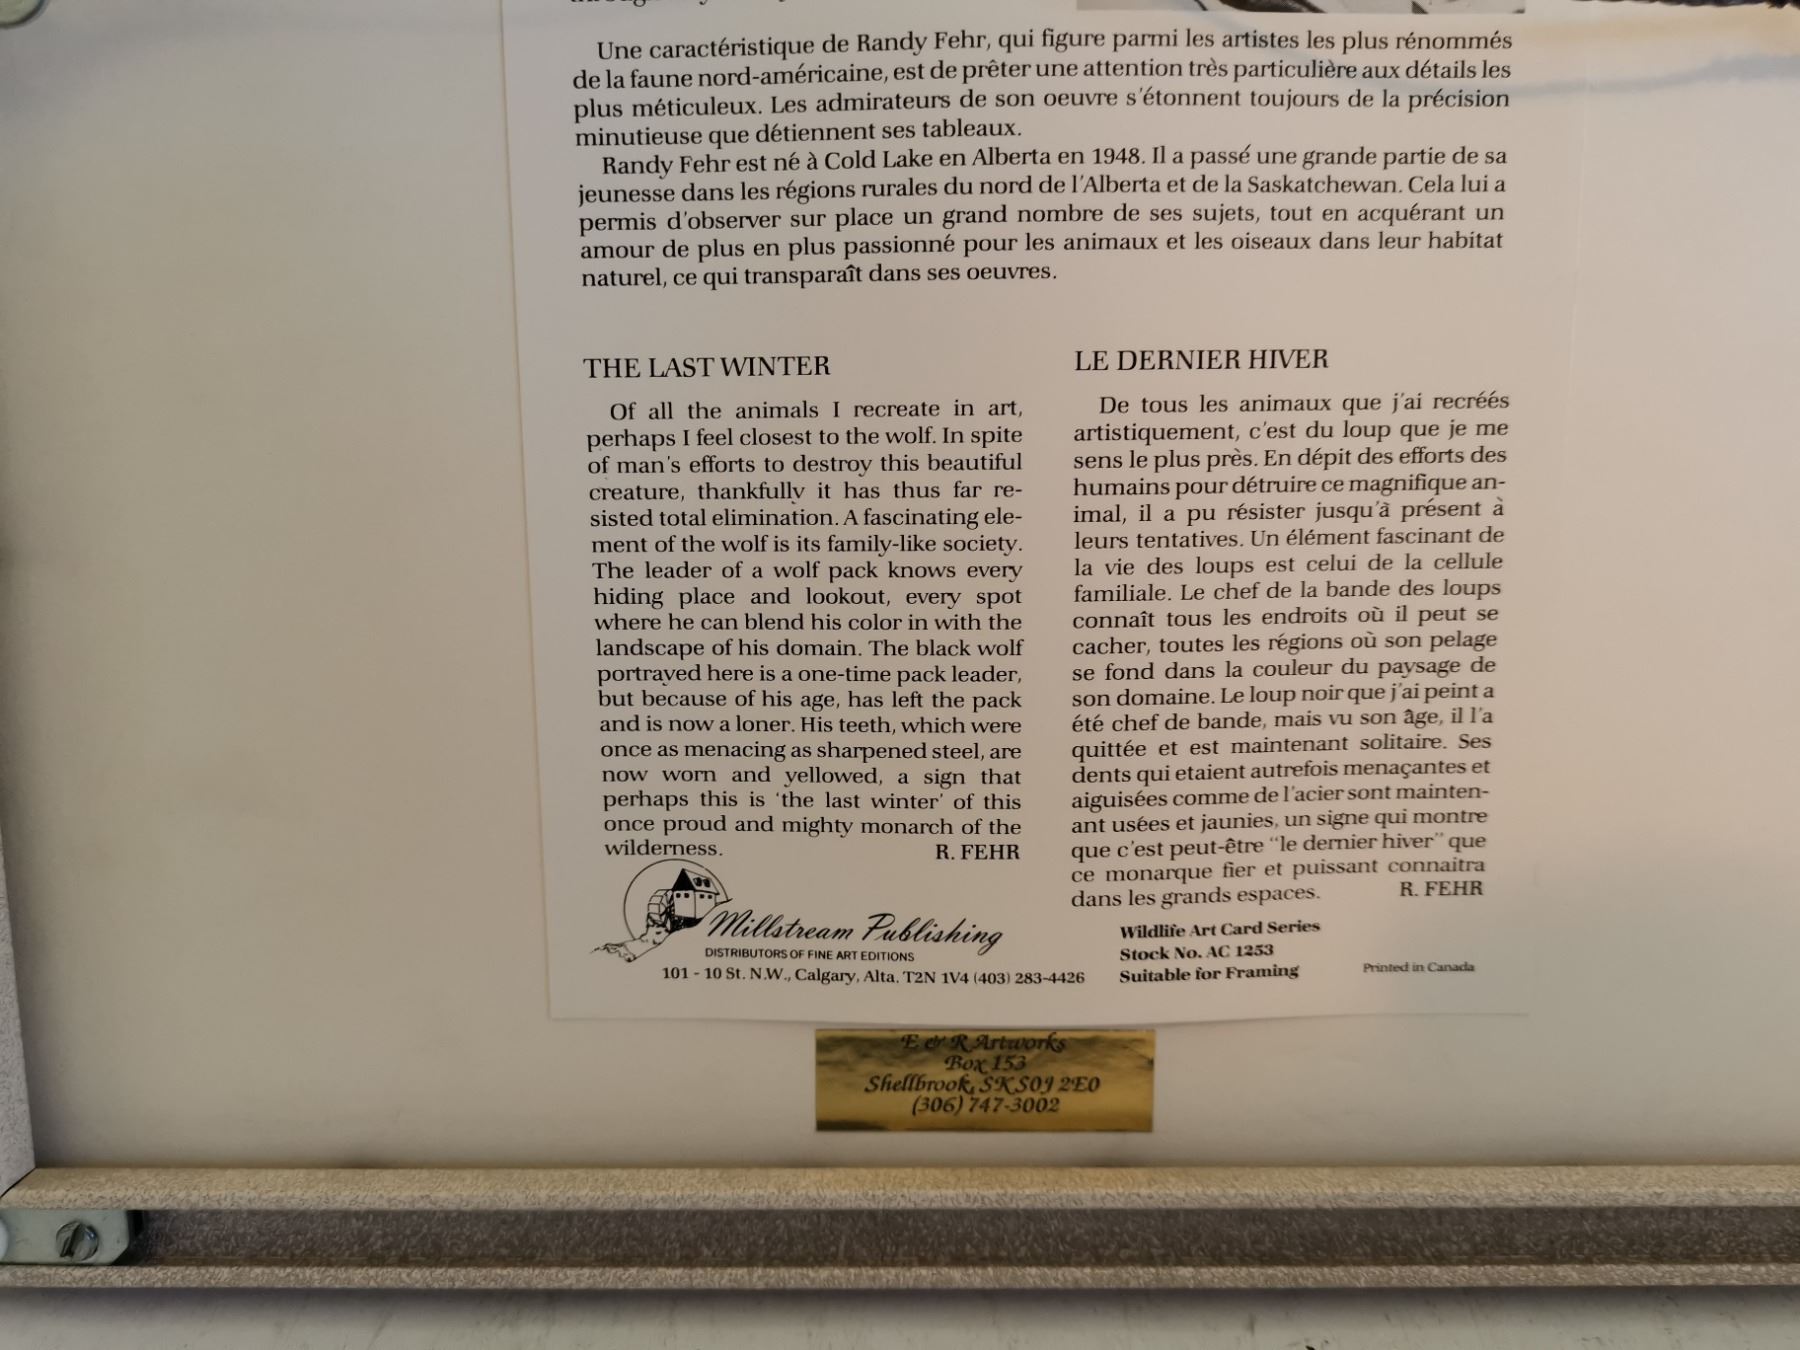 Une caractéristique de Randy Fehr, qui figure parmi les artistes les plus rénommés
de la faune nord-américaine, est de prêter une attention très particulière aux détails les
plus méticuleux. Les admirateurs de son oeuvre s'étonnent toujours de la précision
minutieuse que détiennent ses tableaux.
Randy Fehr est né à Cold Lake en Alberta en 1948. Il a passé une grande partie de sa
jeunesse dans les régions rurales du nord de l'Alberta et de la Saskatchewan. Cela lui a
permis d'observer sur place un grand nombre de ses sujets, tout en acquérant un
amour de plus en plus passionné pour les animaux et les oiseaux dans leur habitat
naturel, ce qui transparaît dans ses oeuvres.
THE LAST WINTER
Of all the animals I recreate in art,
perhaps I feel closest to the wolf. In spite
of man's efforts to destroy this beautiful
creature, thankfully it has thus far re-
sisted total elimination. A fascinating ele-
ment of the wolf is its family-like society.
The leader of a wolf pack knows every
hiding place and lookout, every spot
where he can blend his color in with the
landscape of his domain. The black wolf
portrayed here is a one-time pack leader,
but because of his age, has left the pack
and is now a loner. His teeth, which were
once as menacing as sharpened steel, are
now worn and yellowed, a sign that
perhaps this is 'the last winter' of this
once proud and mighty monarch of the
wilderness. R. FEHR
LE DERNIER HIVER
De tous les animaux que j'ai recréés
artistiquement, c'est du loup que je me
sens le plus près. En dépit des efforts des
humains pour détruire ce magnifique an-
imal, il a pu résister jusqu'à présent à
leurs tentatives. Un élément fascinant de
la vie des loups est celui de la cellule
familiale. Le chef de la bande des loups
connaît tous les endroits où il peut se
cacher, toutes les régions où son pelage
se fond dans la couleur du paysage de
son domaine. Le loup noir que j'ai peint a
été chef de bande, mais vu son âge, il l'a
quittée et est maintenant solitaire. Ses
dents qui etaient autrefois menaçantes et
aiguisées comme de l'acier sont mainten-
ant usées et jaunies, un signe qui montre
que c'est peut-être "le dernier hiver" que
ce monarque fier et puissant connaitra
dans les grands espaces. R. FEHR
Millstream Publishing
DISTRIBUTORS OF FINE ART EDITIONS
101 - 10 St. N.W., Calgary, Alta. T2N 1V4 (403) 283-4426
Wildlife Art Card Series
Stock No. AC 1253
Suitable for Framing
Printed in Canada
E & R Artworks
Box 153
Shellbrook, SK S0J 2E0
(306) 747-3002